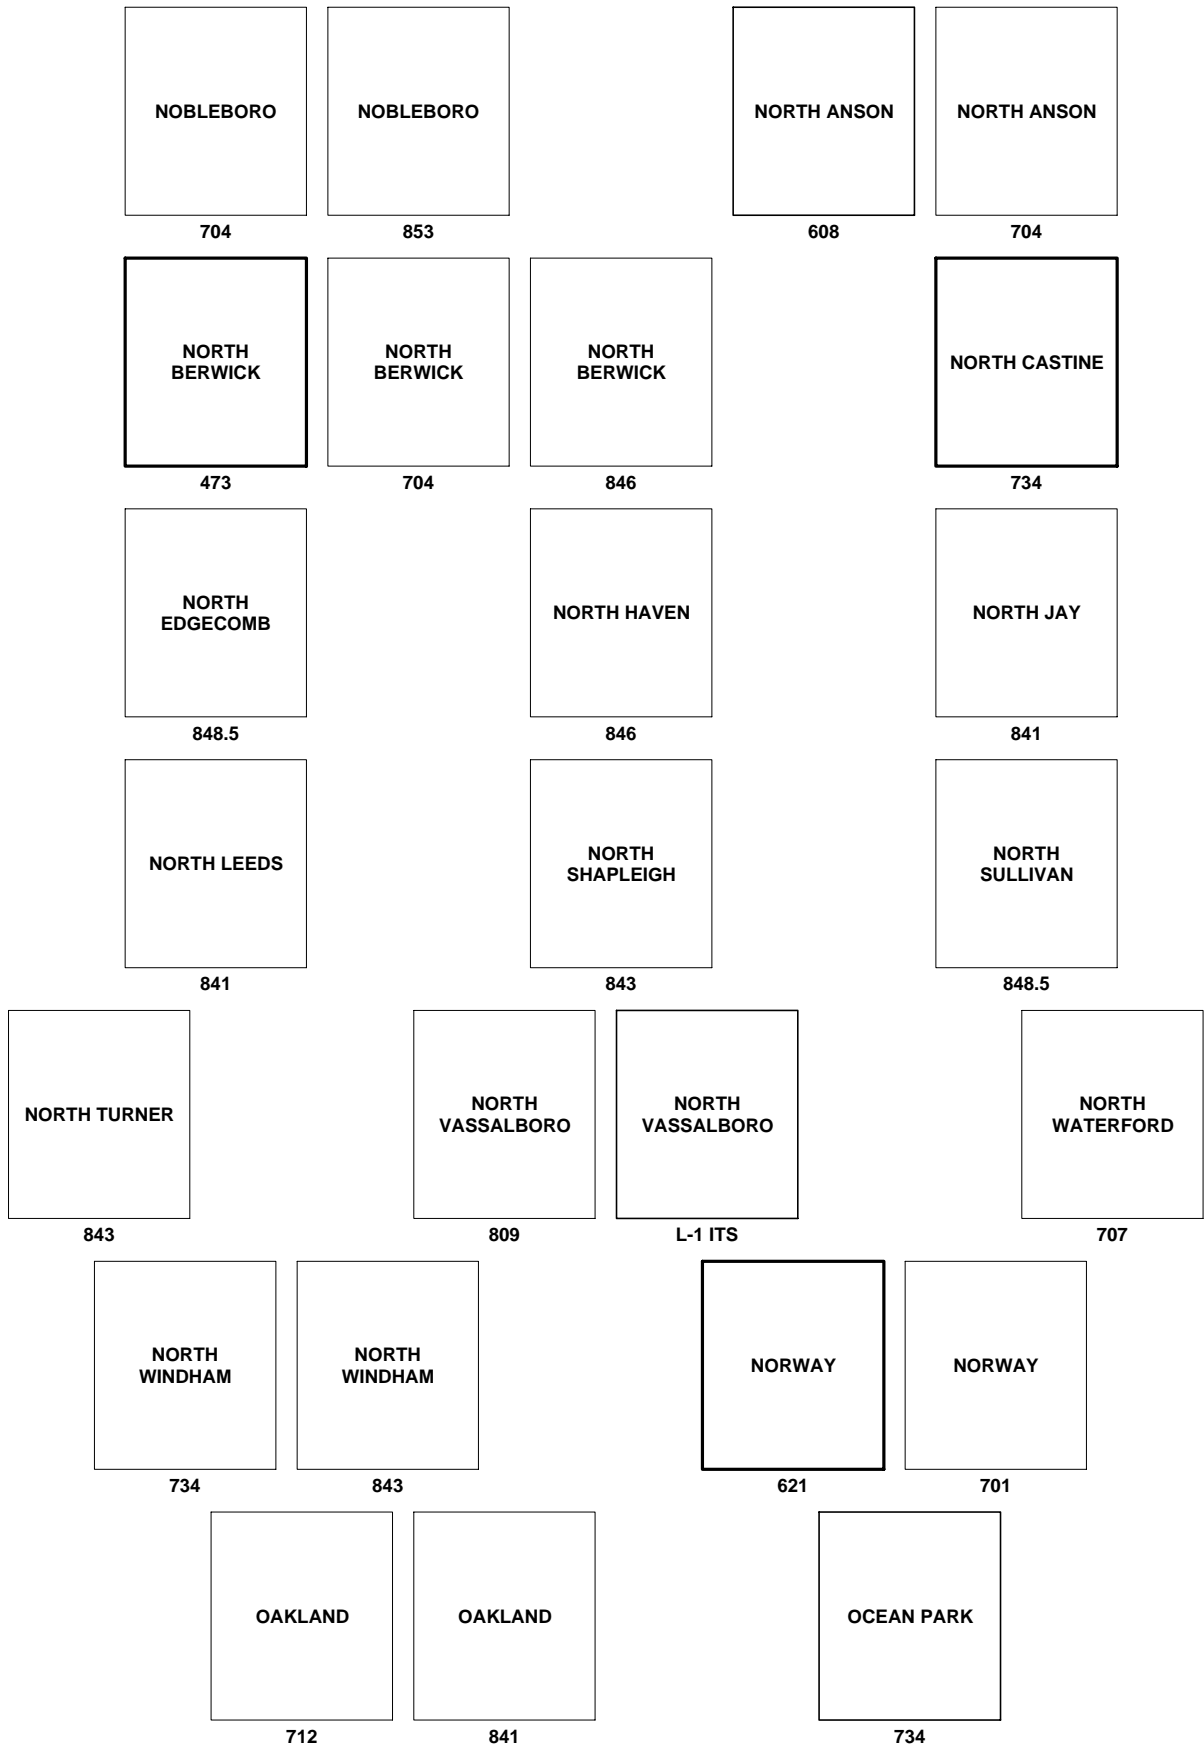 NOBLEBORO
704
NOBLEBORO
853
NORTH ANSON
608
NORTH ANSON
704
NORTH
BERWICK
473
NORTH
BERWICK
704
NORTH
BERWICK
846
NORTH CASTINE
734
NORTH
EDGECOMB
848.5
NORTH HAVEN
846
NORTH JAY
841
NORTH LEEDS
841
NORTH
SHAPLEIGH
843
NORTH
SULLIVAN
848.5
NORTH TURNER
843
NORTH
VASSALBORO
809
NORTH
VASSALBORO
L-1 ITS
NORTH
WATERFORD
707
NORTH
WINDHAM
734
NORTH
WINDHAM
843
NORWAY
621
NORWAY
701
OAKLAND
712
OAKLAND
841
OCEAN PARK
734